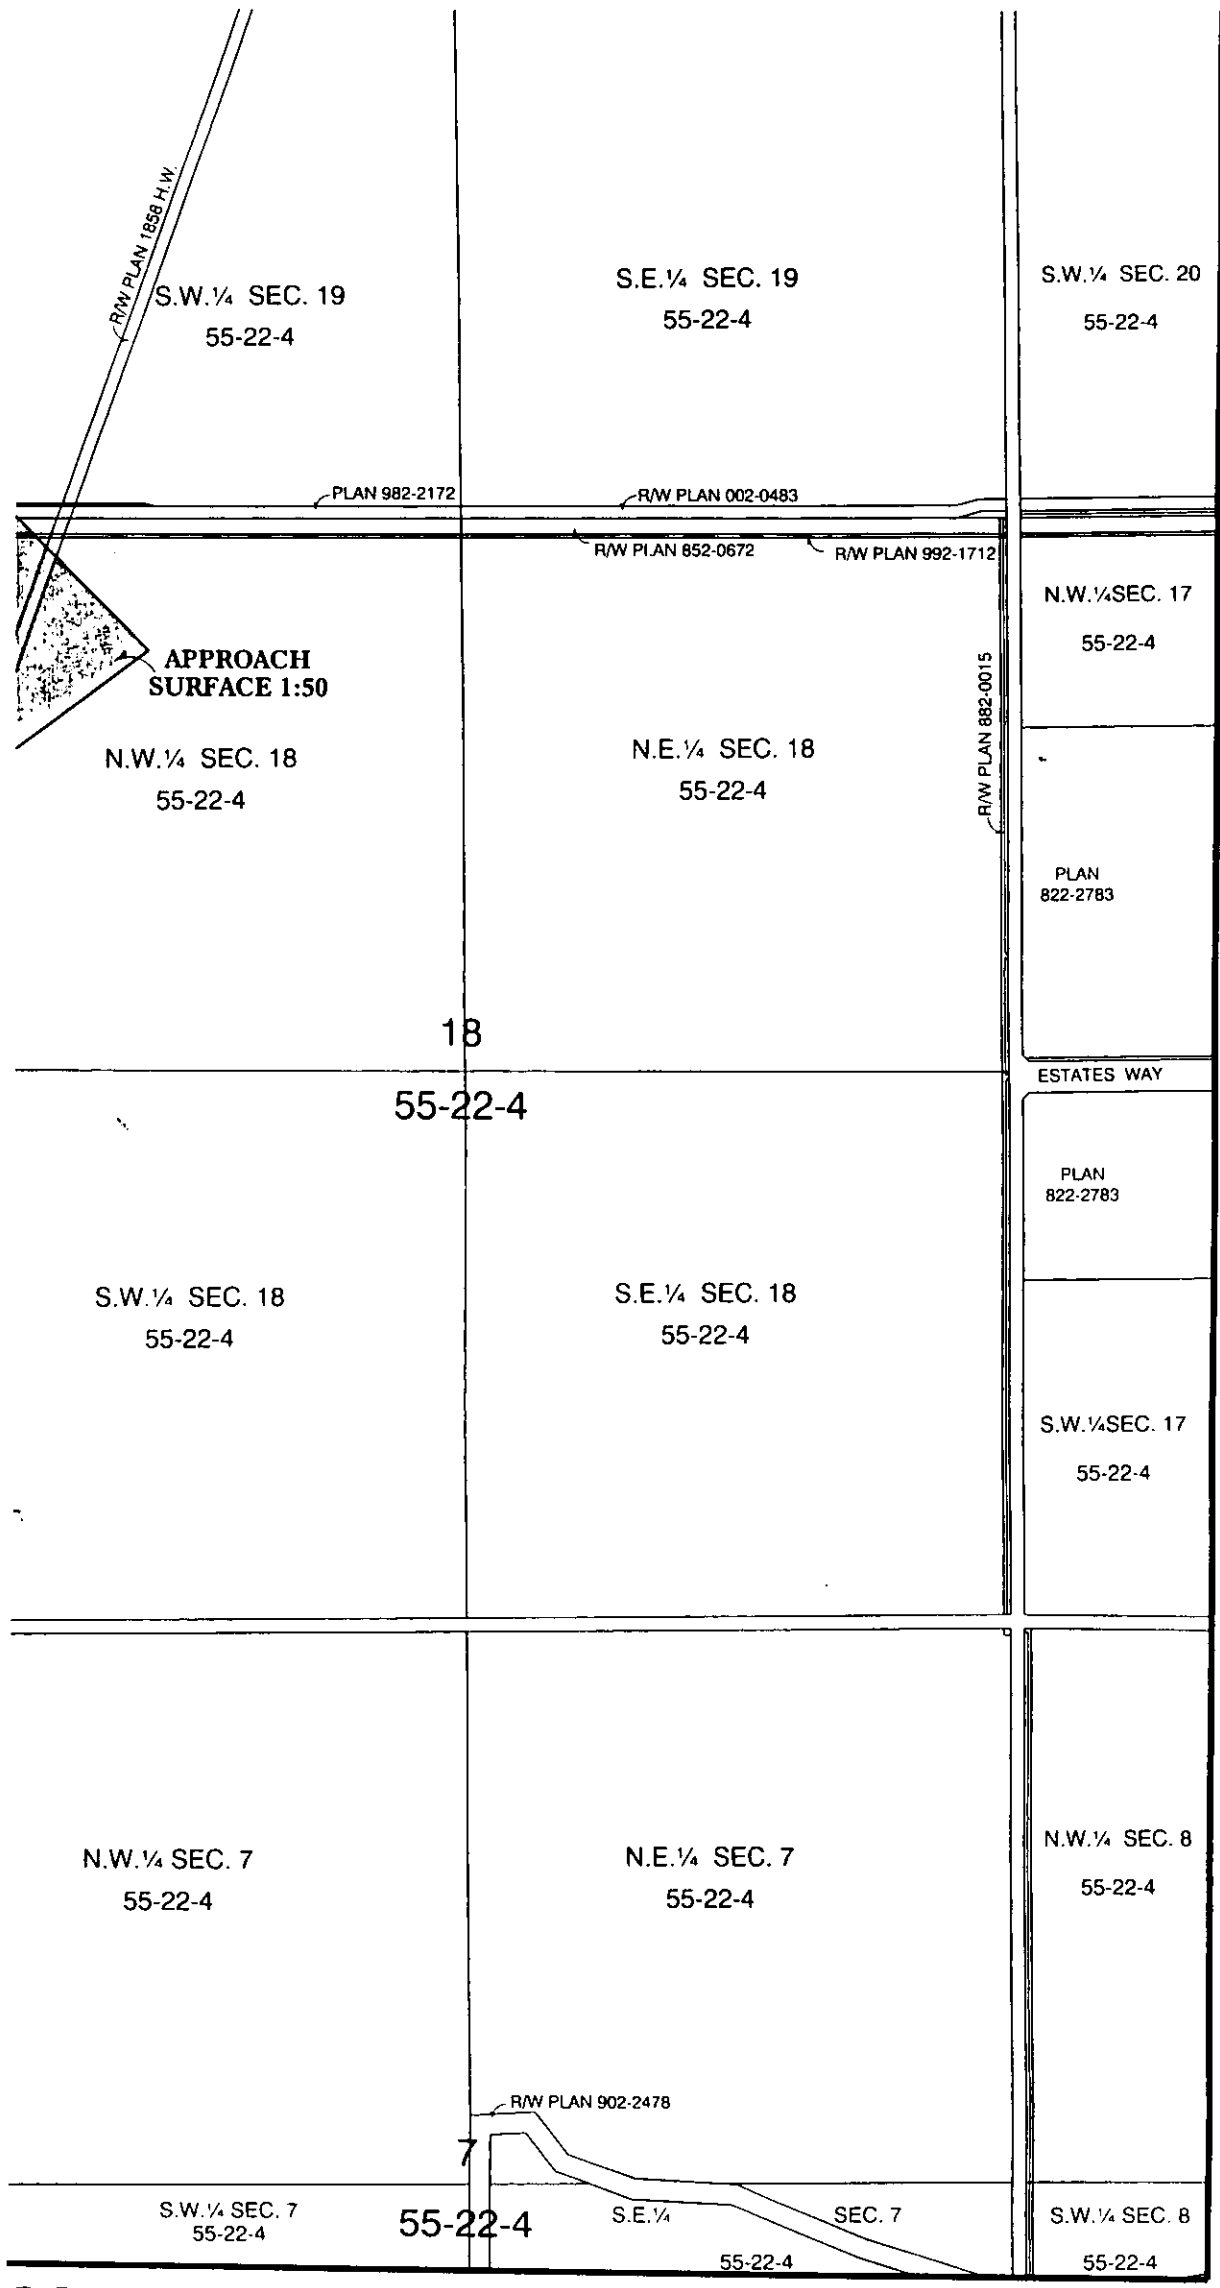 R/W PLAN 1858 H.W.
S.W.¼ SEC. 19
55-22-4
S.E.¼ SEC. 19
55-22-4
S.W.¼ SEC. 20
55-22-4
PLAN 982-2172
R/W PLAN 002-0483
R/W PLAN 852-0672
R/W PLAN 992-1712
N.W.¼SEC. 17
55-22-4
APPROACH
SURFACE 1:50
R/W PLAN 882-0015
N.W.¼ SEC. 18
55-22-4
N.E.¼ SEC. 18
55-22-4
PLAN
822-2783
18
55-22-4
ESTATES WAY
PLAN
822-2783
S.W.¼ SEC. 18
55-22-4
S.E.¼ SEC. 18
55-22-4
S.W.¼SEC. 17
55-22-4
N.W.¼ SEC. 7
55-22-4
N.E.¼ SEC. 7
55-22-4
N.W.¼ SEC. 8
55-22-4
R/W PLAN 902-2478
7
55-22-4
S.W.¼ SEC. 7
55-22-4
S.E.¼ SEC. 7
55-22-4
S.W.¼ SEC. 8
55-22-4